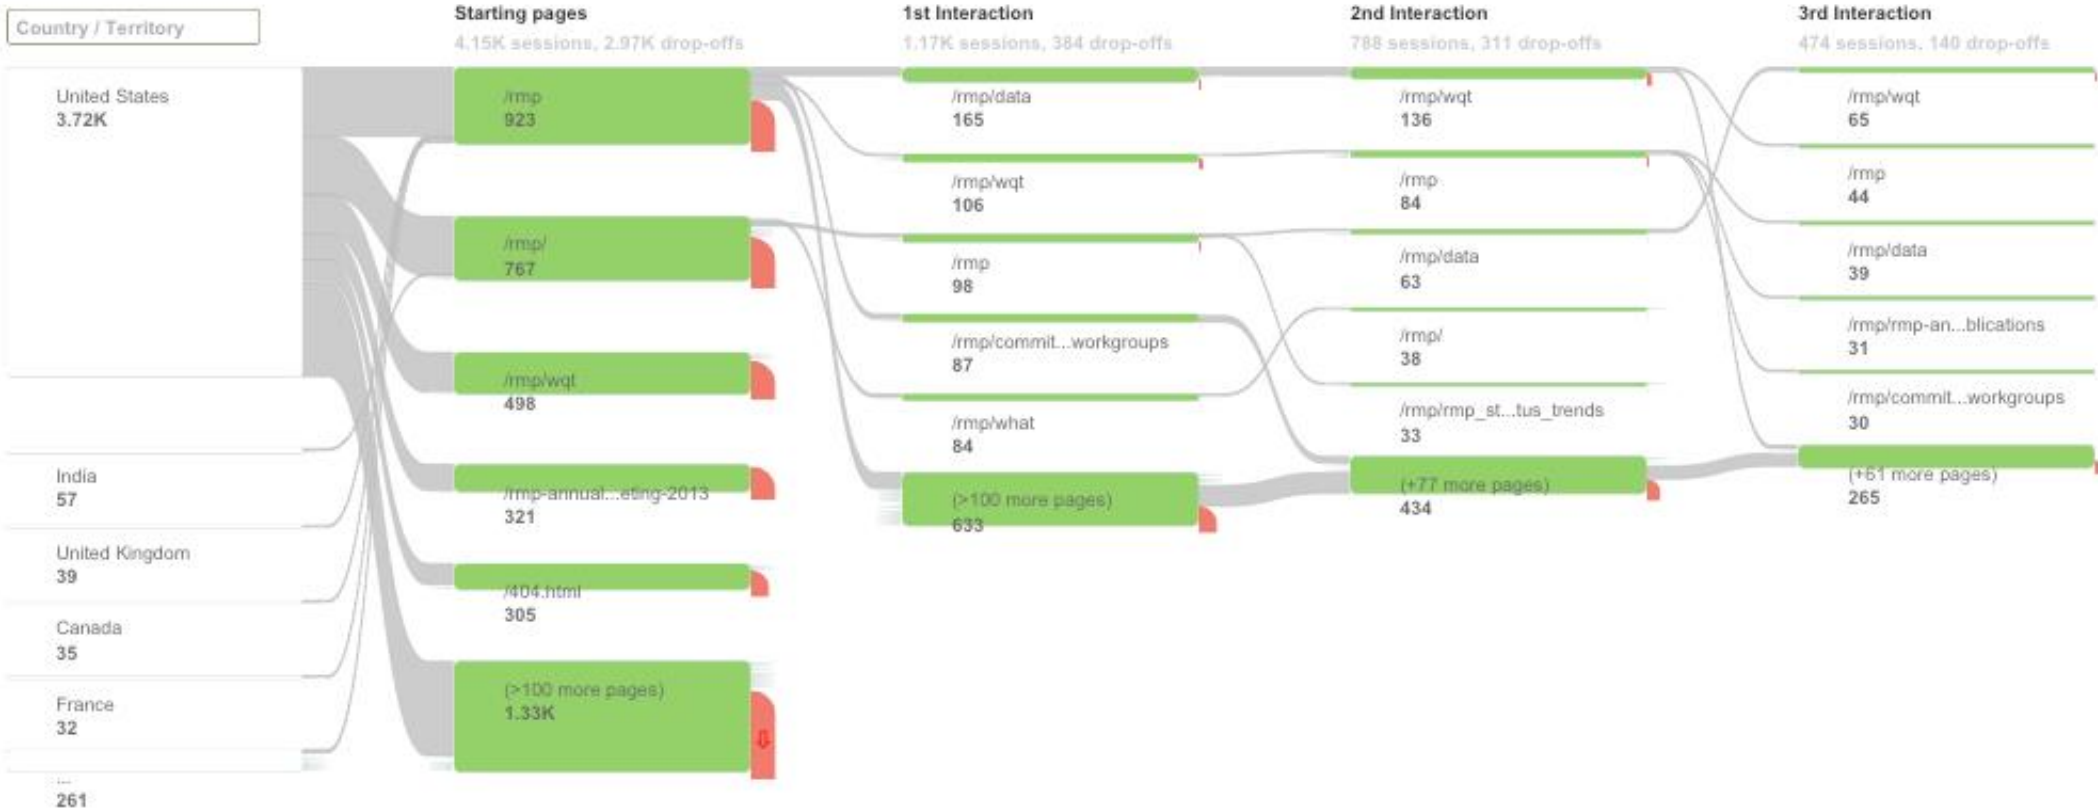 Country / Territory
United States
3.72K
India
57
United Kingdom
39
Canada
35
France
32
...
261
Starting pages
4.15K sessions, 2.97K drop-offs
/rmp
923
/rmp/
767
/rmp/wqt
498
/rmp-annual...eting-2013
321
/404.html
305
(>100 more pages)
1.33K
1st Interaction
1.17K sessions, 384 drop-offs
/rmp/data
165
/rmp/wqt
106
/rmp
98
/rmp/commit...workgroups
87
/rmp/what
84
(>100 more pages)
633
2nd Interaction
788 sessions, 311 drop-offs
/rmp/wqt
136
/rmp
84
/rmp/data
63
/rmp/
38
/rmp/rmp_st...tus_trends
33
(+77 more pages)
434
3rd Interaction
474 sessions, 140 drop-offs
/rmp/wqt
65
/rmp
44
/rmp/data
39
/rmp/rmp-an...blications
31
/rmp/commit...workgroups
30
(+61 more pages)
265